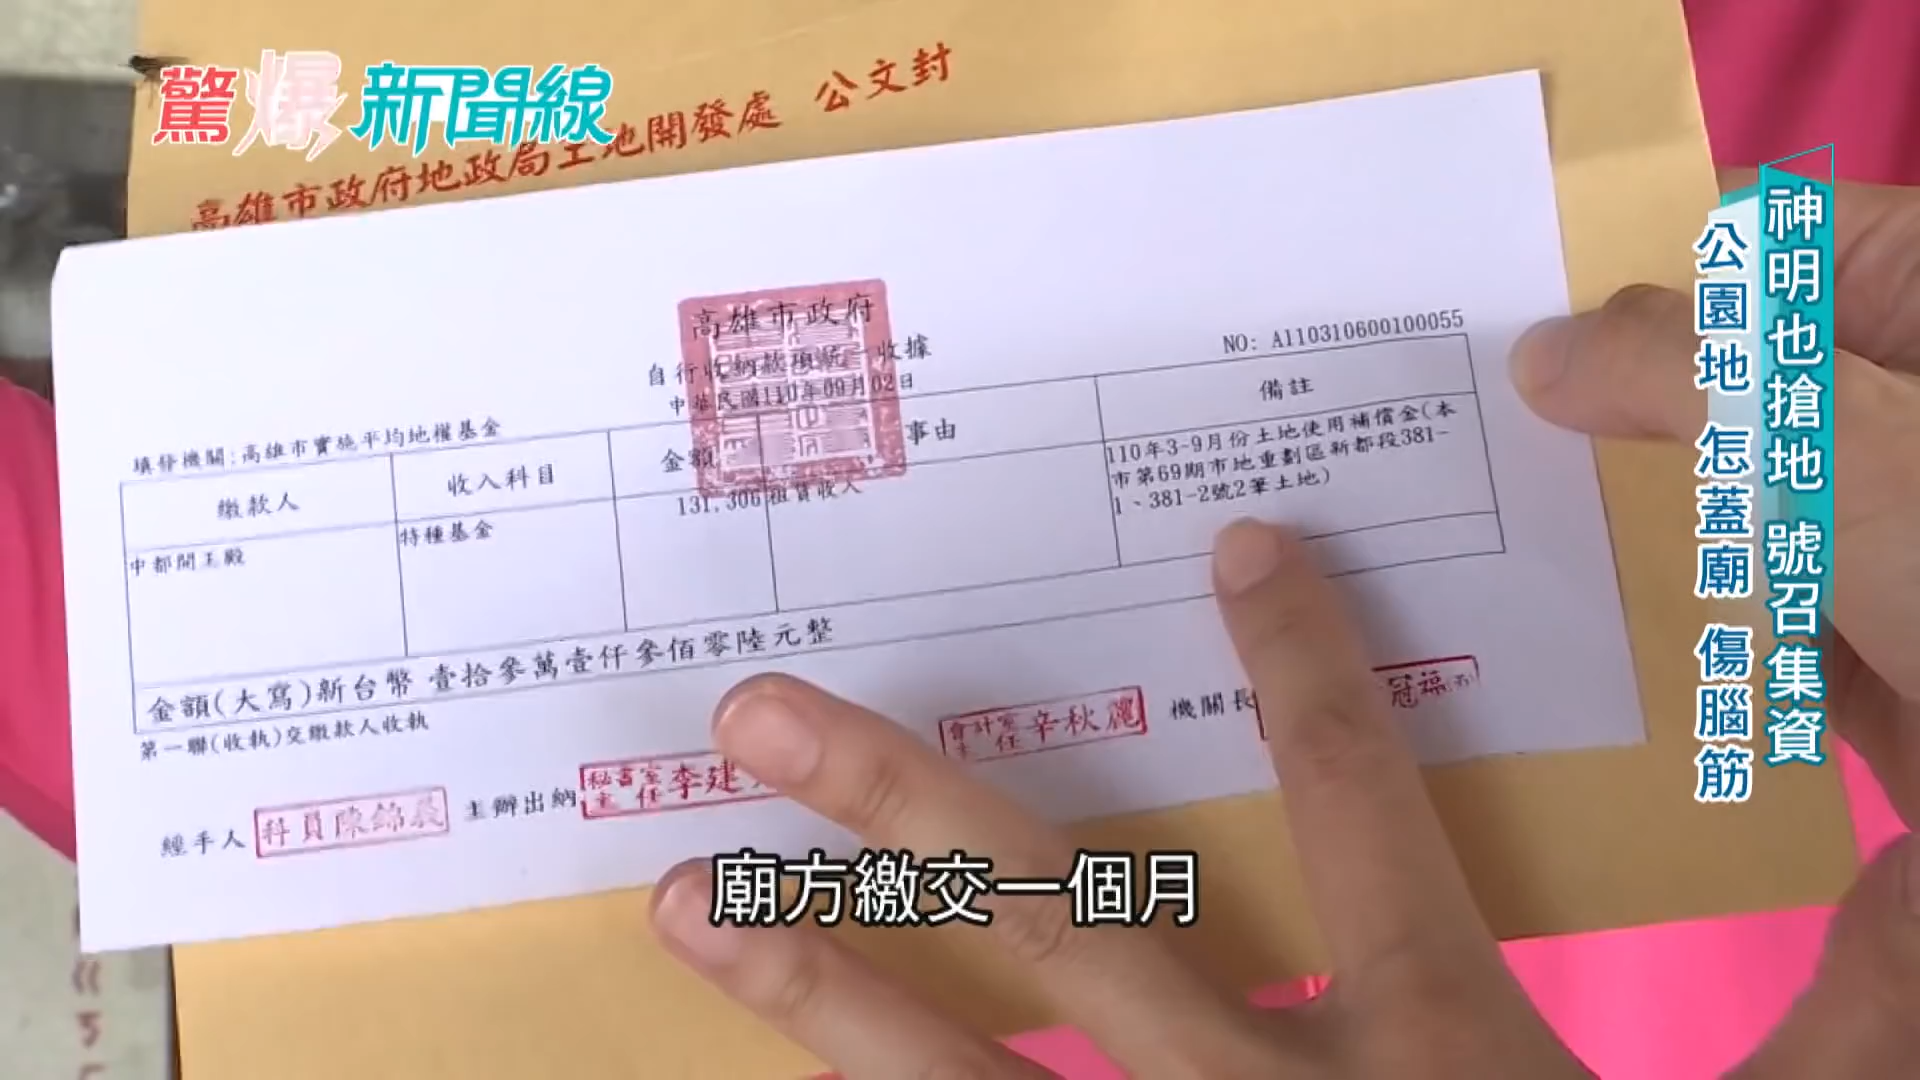 驚爆新聞線
高雄市政府地政局土地開發處 公文封
神明也搶地 號召集資
公園地 怎蓋廟 傷腦筋
高雄市政府
自行收納款項統一收據
中華民國110年09月02日
NO: A110310600100055
填發機關:高雄市實施平均地權基金
繳款人
收入科目
金額
事由
備註
中都開王殿
特種基金
131,306
租賃收入
110年3-9月份土地使用補償金(本
市第69期市地重劃區新都段381-
1、381-2號2筆土地)
金額(大寫)新台幣 壹拾參萬壹仟參佰零陸元整
第一聯(收執)交繳款人收執
經手人
科員陳錦
主辦出納
秘書室
主任
李建
會計室
主任
辛秋麗
機關長
冠福
廟方繳交一個月